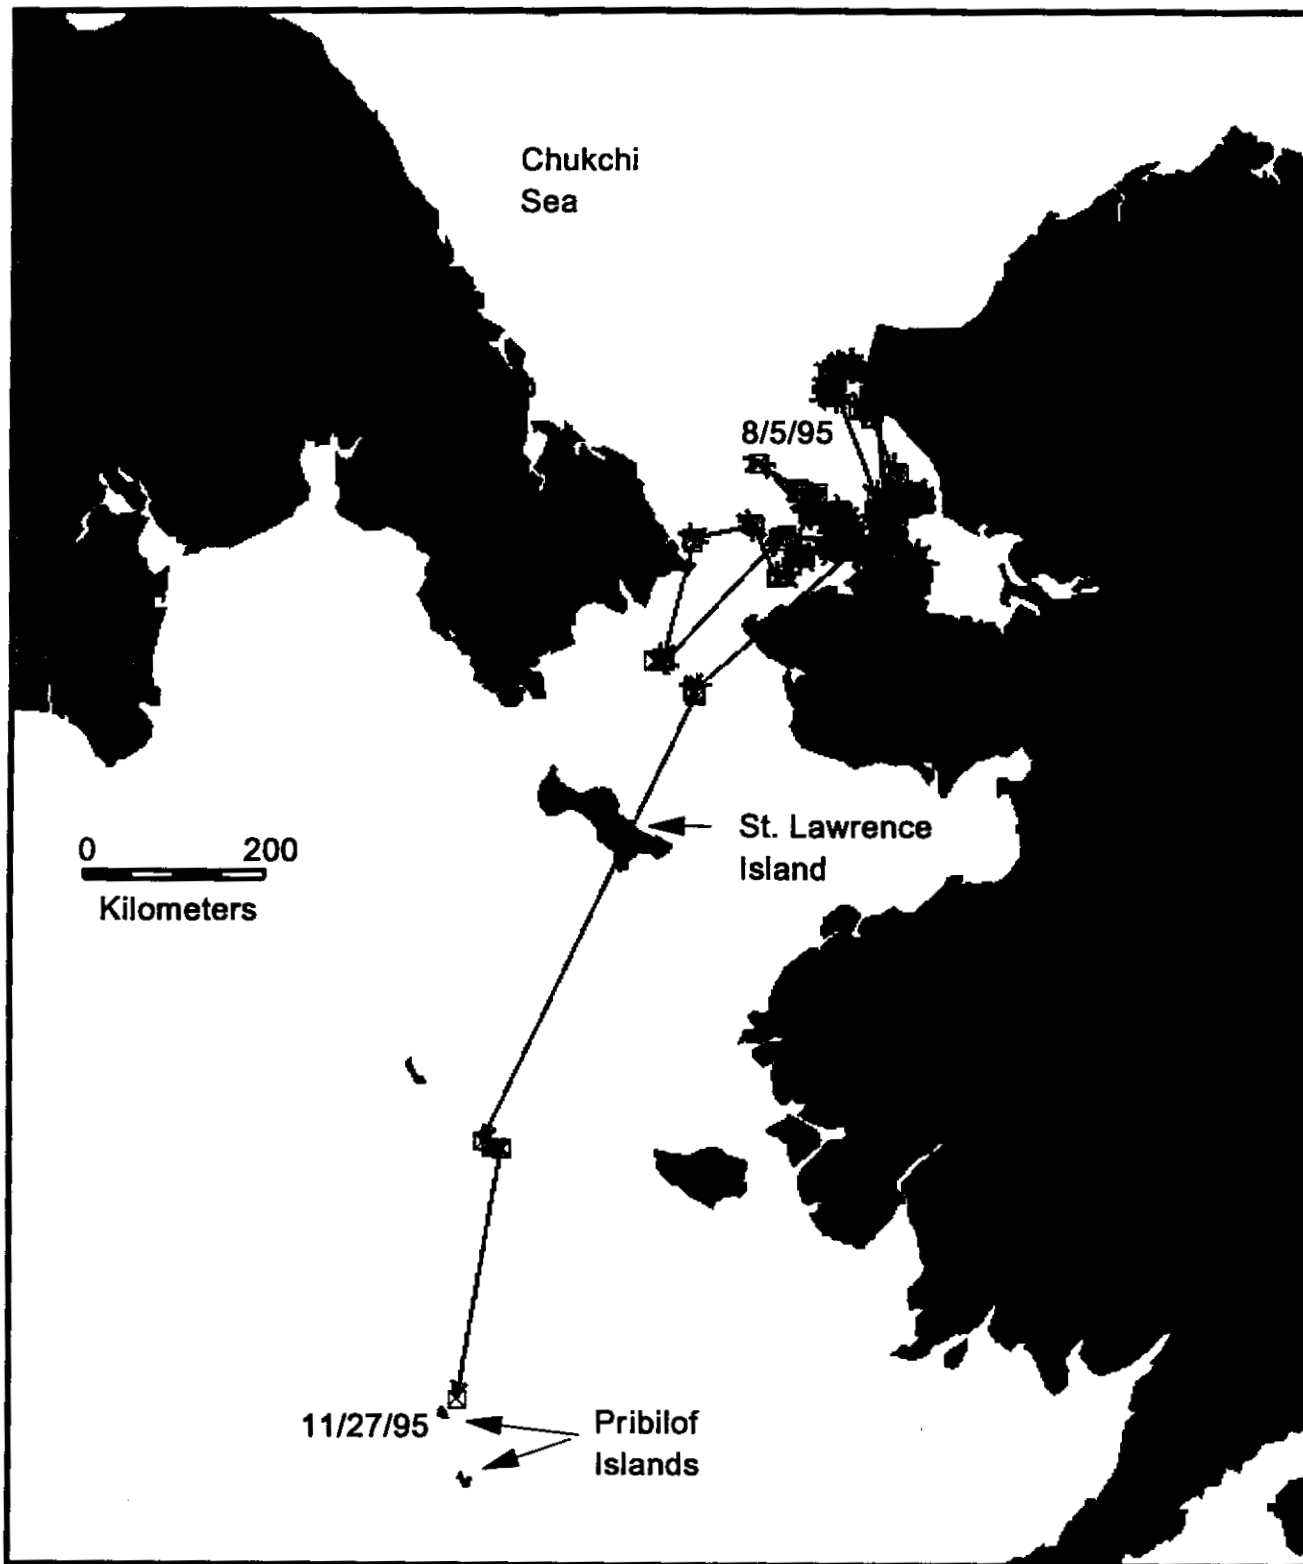 Chukchi
Sea
8/5/95
0 200
Kilometers
St. Lawrence
Island
11/27/95
Pribilof
Islands